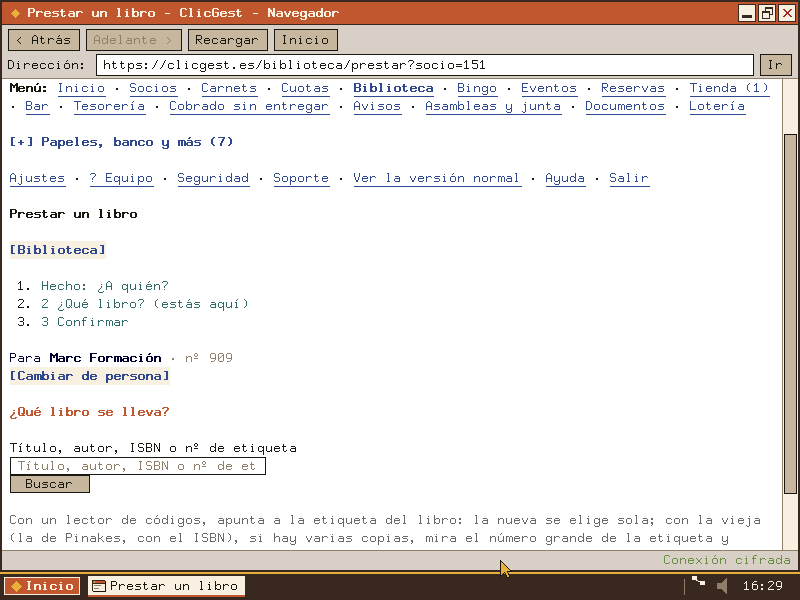 Prestar un libro - ClicGest - Navegador
< Atrás Adelante > Recargar Inicio
Dirección: https://clicgest.es/biblioteca/prestar?socio=151 Ir
Menú: Inicio · Socios · Carnets · Cuotas · Biblioteca · Bingo · Eventos · Reservas · Tienda (1)
· Bar · Tesorería · Cobrado sin entregar · Avisos · Asambleas y junta · Documentos · Lotería
[+] Papeles, banco y más (7)
Ajustes · ? Equipo · Seguridad · Soporte · Ver la versión normal · Ayuda · Salir
Prestar un libro
[Biblioteca]
1. Hecho: ¿A quién?
2. 2 ¿Qué libro? (estás aquí)
3. 3 Confirmar
Para Marc Formación · nº 909
[Cambiar de persona]
¿Qué libro se lleva?
Título, autor, ISBN o nº de etiqueta
Título, autor, ISBN o nº de et
Buscar
Con un lector de códigos, apunta a la etiqueta del libro: la nueva se elige sola; con la vieja
(la de Pinakes, con el ISBN), si hay varias copias, mira el número grande de la etiqueta y
Conexión cifrada
Inicio Prestar un libro 16:29